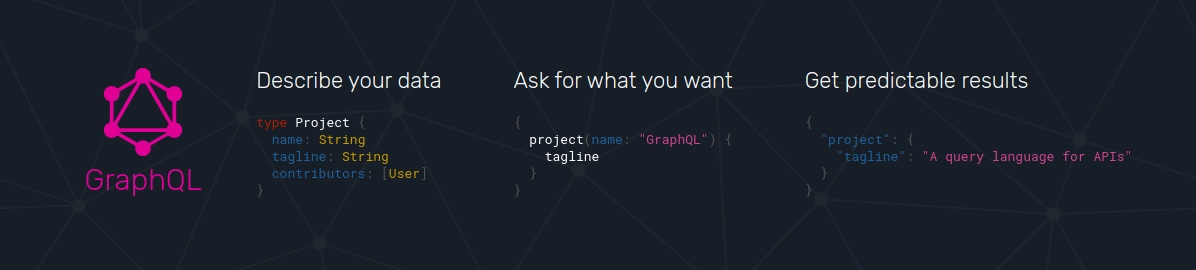 GraphQL
Describe your data
type Project {
  name: String
  tagline: String
  contributors: [User]
}
Ask for what you want
{
  project(name: "GraphQL") {
    tagline
  }
}
Get predictable results
{
  "project": {
    "tagline": "A query language for APIs"
  }
}